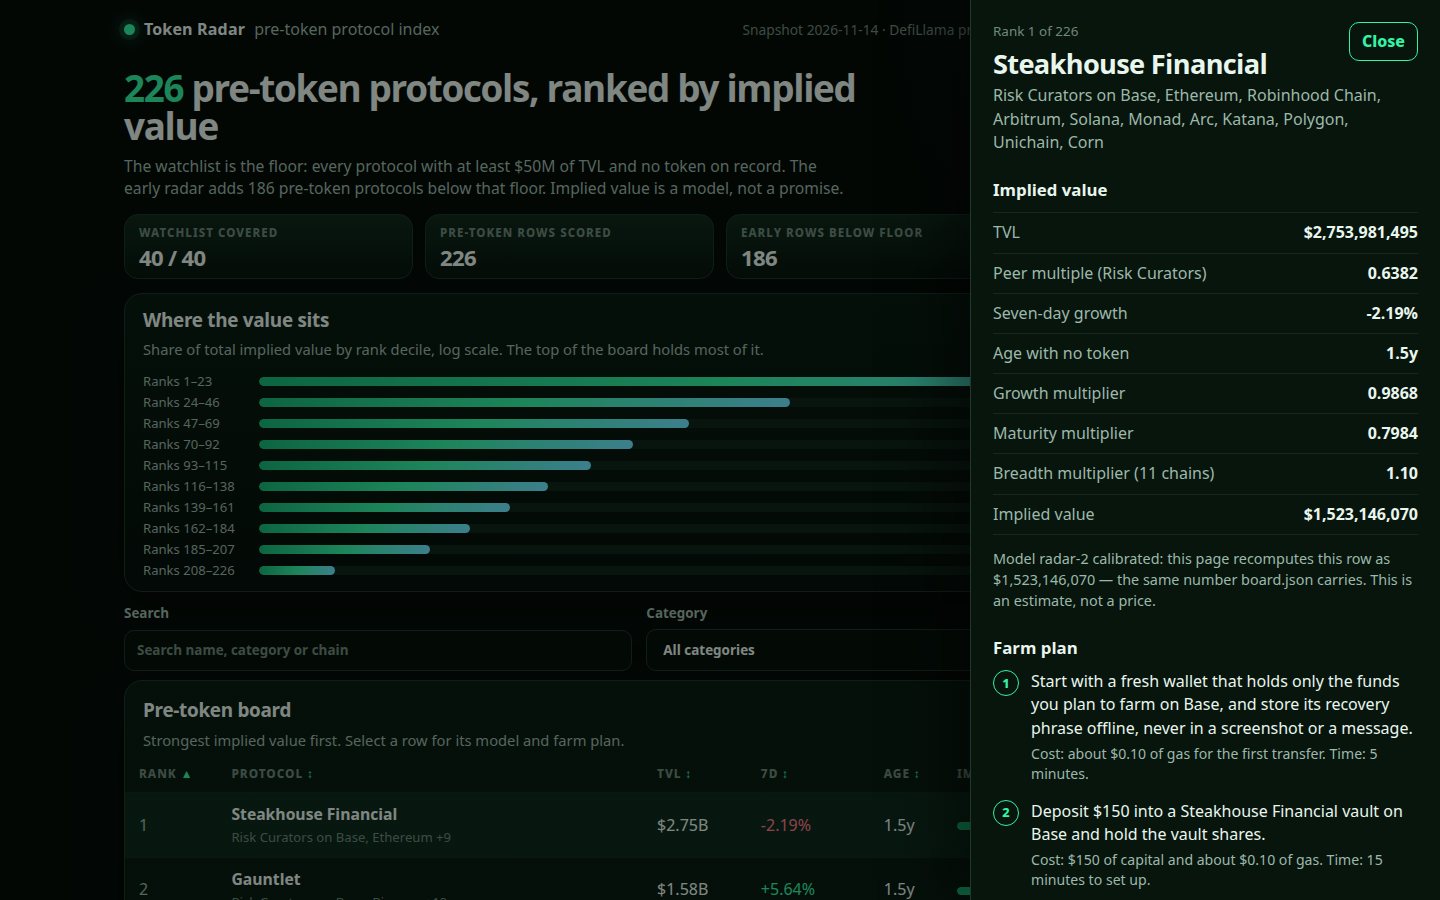 Token Radar pre-token protocol index
Snapshot 2026-11-14 · DefiLlama
226 pre-token protocols, ranked by implied
value
The watchlist is the floor: every protocol with at least $50M of TVL and no token on record. The
early radar adds 186 pre-token protocols below that floor. Implied value is a model, not a promise.
WATCHLIST COVERED
40 / 40
PRE-TOKEN ROWS SCORED
226
EARLY ROWS BELOW FLOOR
186
Where the value sits
Share of total implied value by rank decile, log scale. The top of the board holds most of it.
Ranks 1–23
Ranks 24–46
Ranks 47–69
Ranks 70–92
Ranks 93–115
Ranks 116–138
Ranks 139–161
Ranks 162–184
Ranks 185–207
Ranks 208–226
Search
Search name, category or chain
Category
All categories
Pre-token board
Strongest implied value first. Select a row for its model and farm plan.
RANK ▲ PROTOCOL ↕ TVL ↕ 7D ↕ AGE ↕
1 Steakhouse Financial $2.75B -2.19% 1.5y
Risk Curators on Base, Ethereum +9
2 Gauntlet $1.58B +5.64% 1.5y
Rank 1 of 226
Close
Steakhouse Financial
Risk Curators on Base, Ethereum, Robinhood Chain,
Arbitrum, Solana, Monad, Arc, Katana, Polygon,
Unichain, Corn
Implied value
TVL $2,753,981,495
Peer multiple (Risk Curators) 0.6382
Seven-day growth -2.19%
Age with no token 1.5y
Growth multiplier 0.9868
Maturity multiplier 0.7984
Breadth multiplier (11 chains) 1.10
Implied value $1,523,146,070
Model radar-2 calibrated: this page recomputes this row as
$1,523,146,070 — the same number board.json carries. This is
an estimate, not a price.
Farm plan
1 Start with a fresh wallet that holds only the funds
you plan to farm on Base, and store its recovery
phrase offline, never in a screenshot or a message.
Cost: about $0.10 of gas for the first transfer. Time: 5
minutes.
2 Deposit $150 into a Steakhouse Financial vault on
Base and hold the vault shares.
Cost: $150 of capital and about $0.10 of gas. Time: 15
minutes to set up.